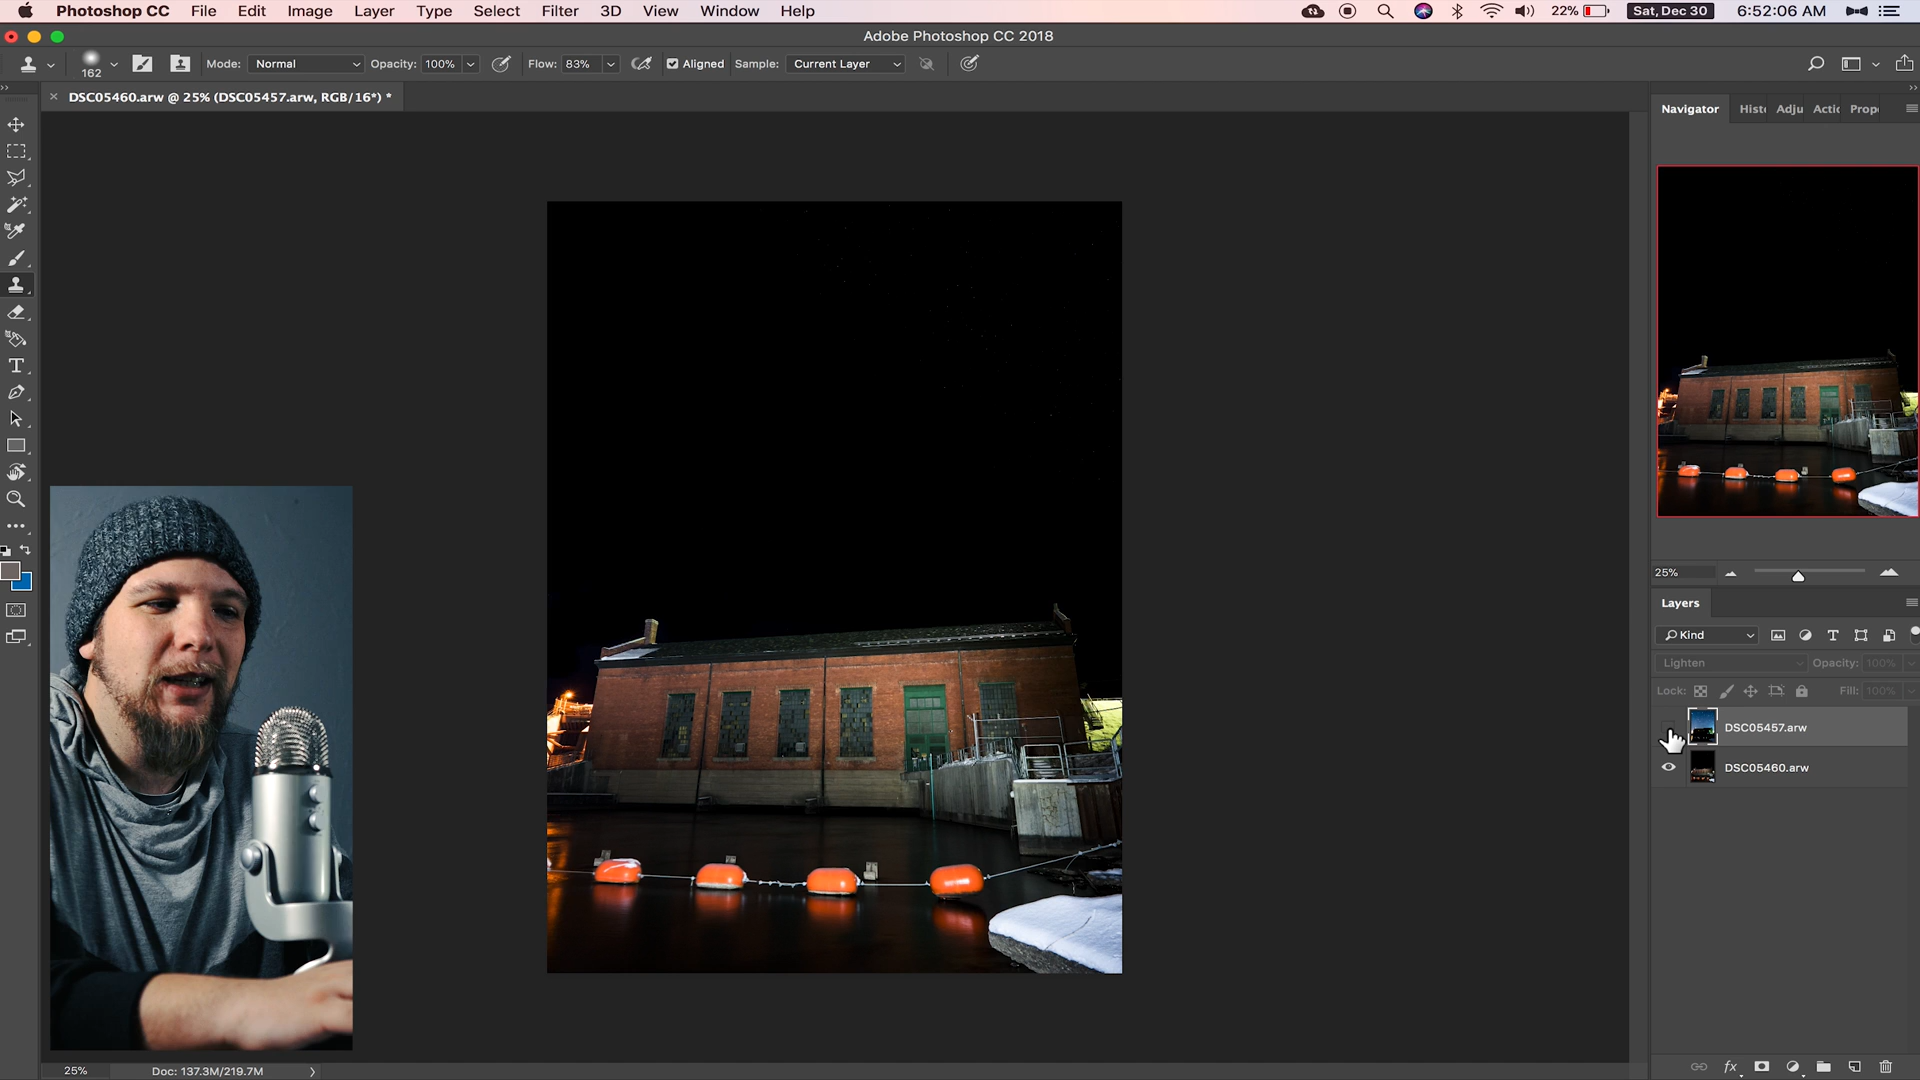 Photoshop CC File Edit Image Layer Type Select Filter 3D View Window Help 22% Sat, Dec 30 6:52:06 AM
Adobe Photoshop CC 2018
162 Mode: Normal Opacity: 100% Flow: 83% Aligned Sample: Current Layer
DSC05460.arw @ 25% (DSC05457.arw, RGB/16*) *
Navigator Hist Adju Actic Prop
25%
Layers
Kind
Lighten Opacity: 100%
Lock: Fill: 100%
DSC05457.arw
DSC05460.arw
25% Doc: 137.3M/219.7M